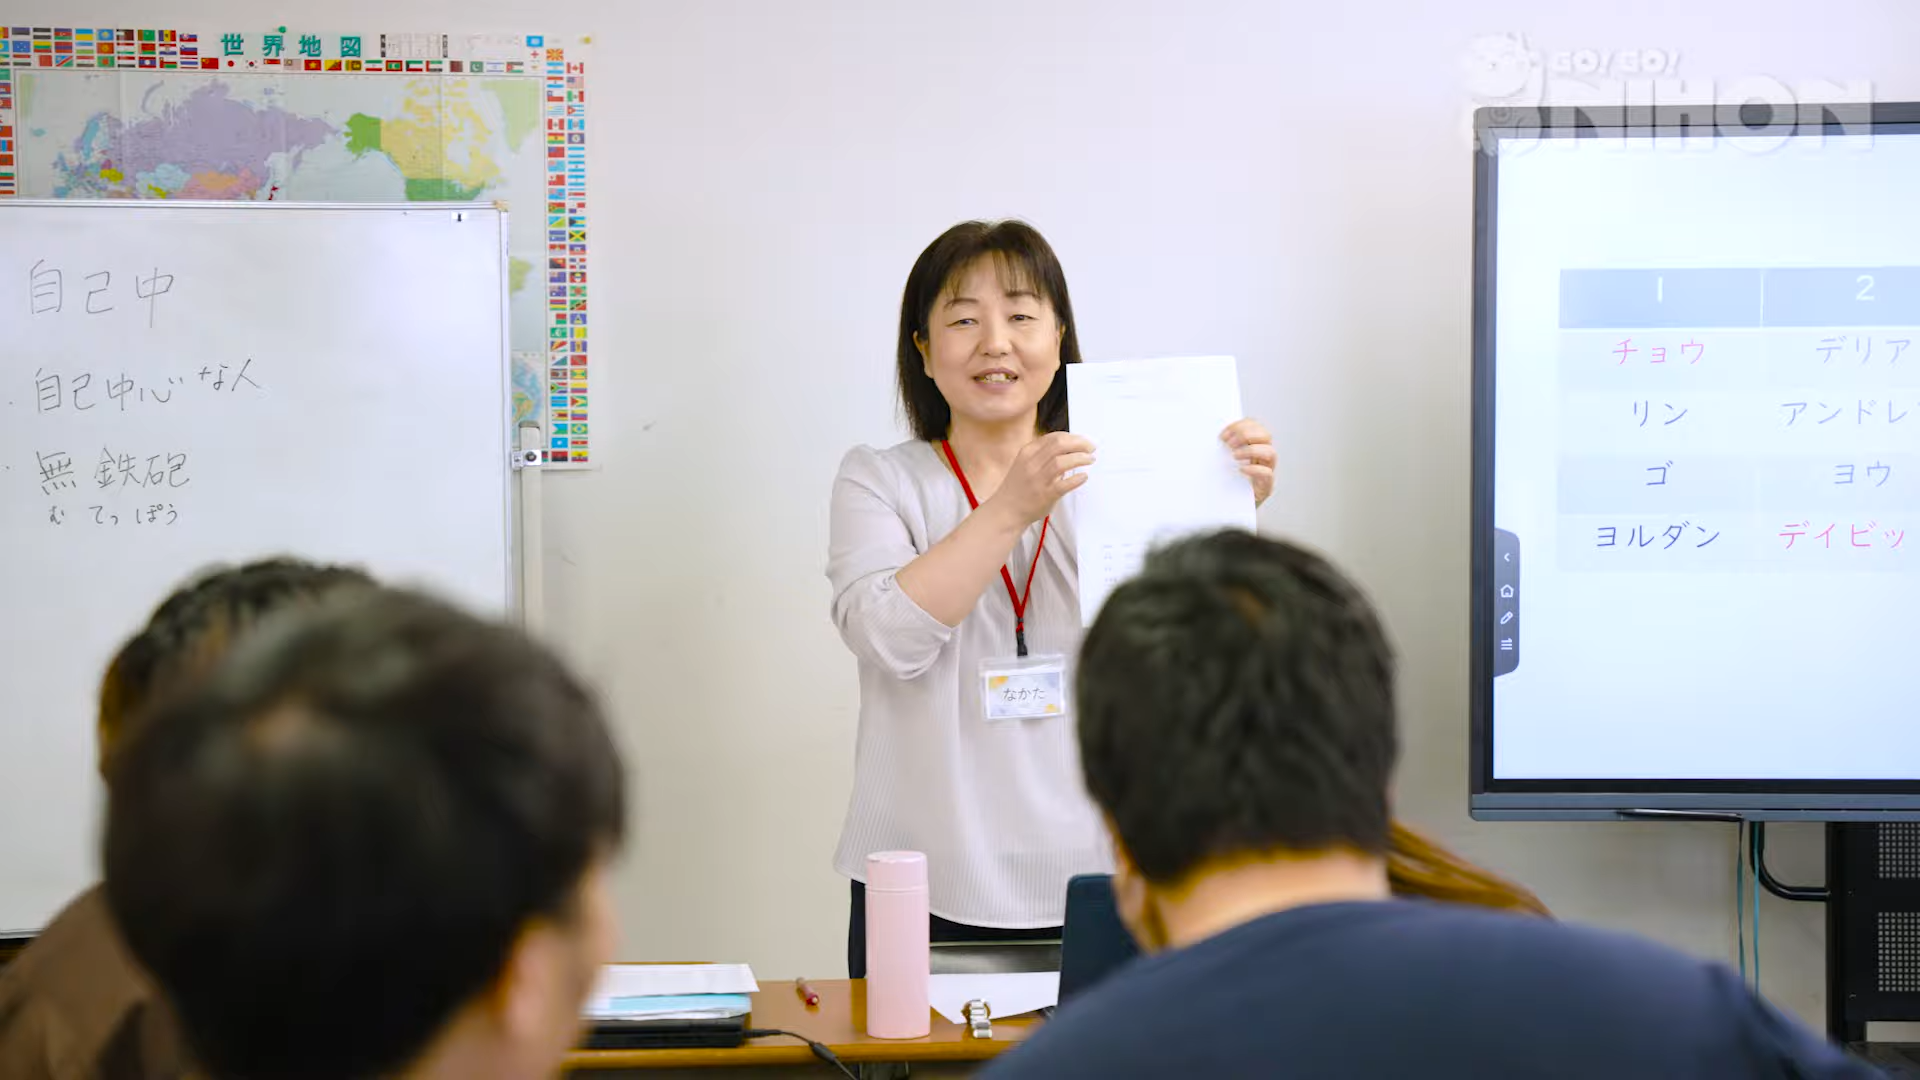 世界地図
GO! GO!
NIHON
自己中
・自己中心な人
・無鉄砲
む てっ ぽう
なかた
1 2
チョウ デリア
リン アンドレ
ゴ ヨウ
ヨルダン デイビッ